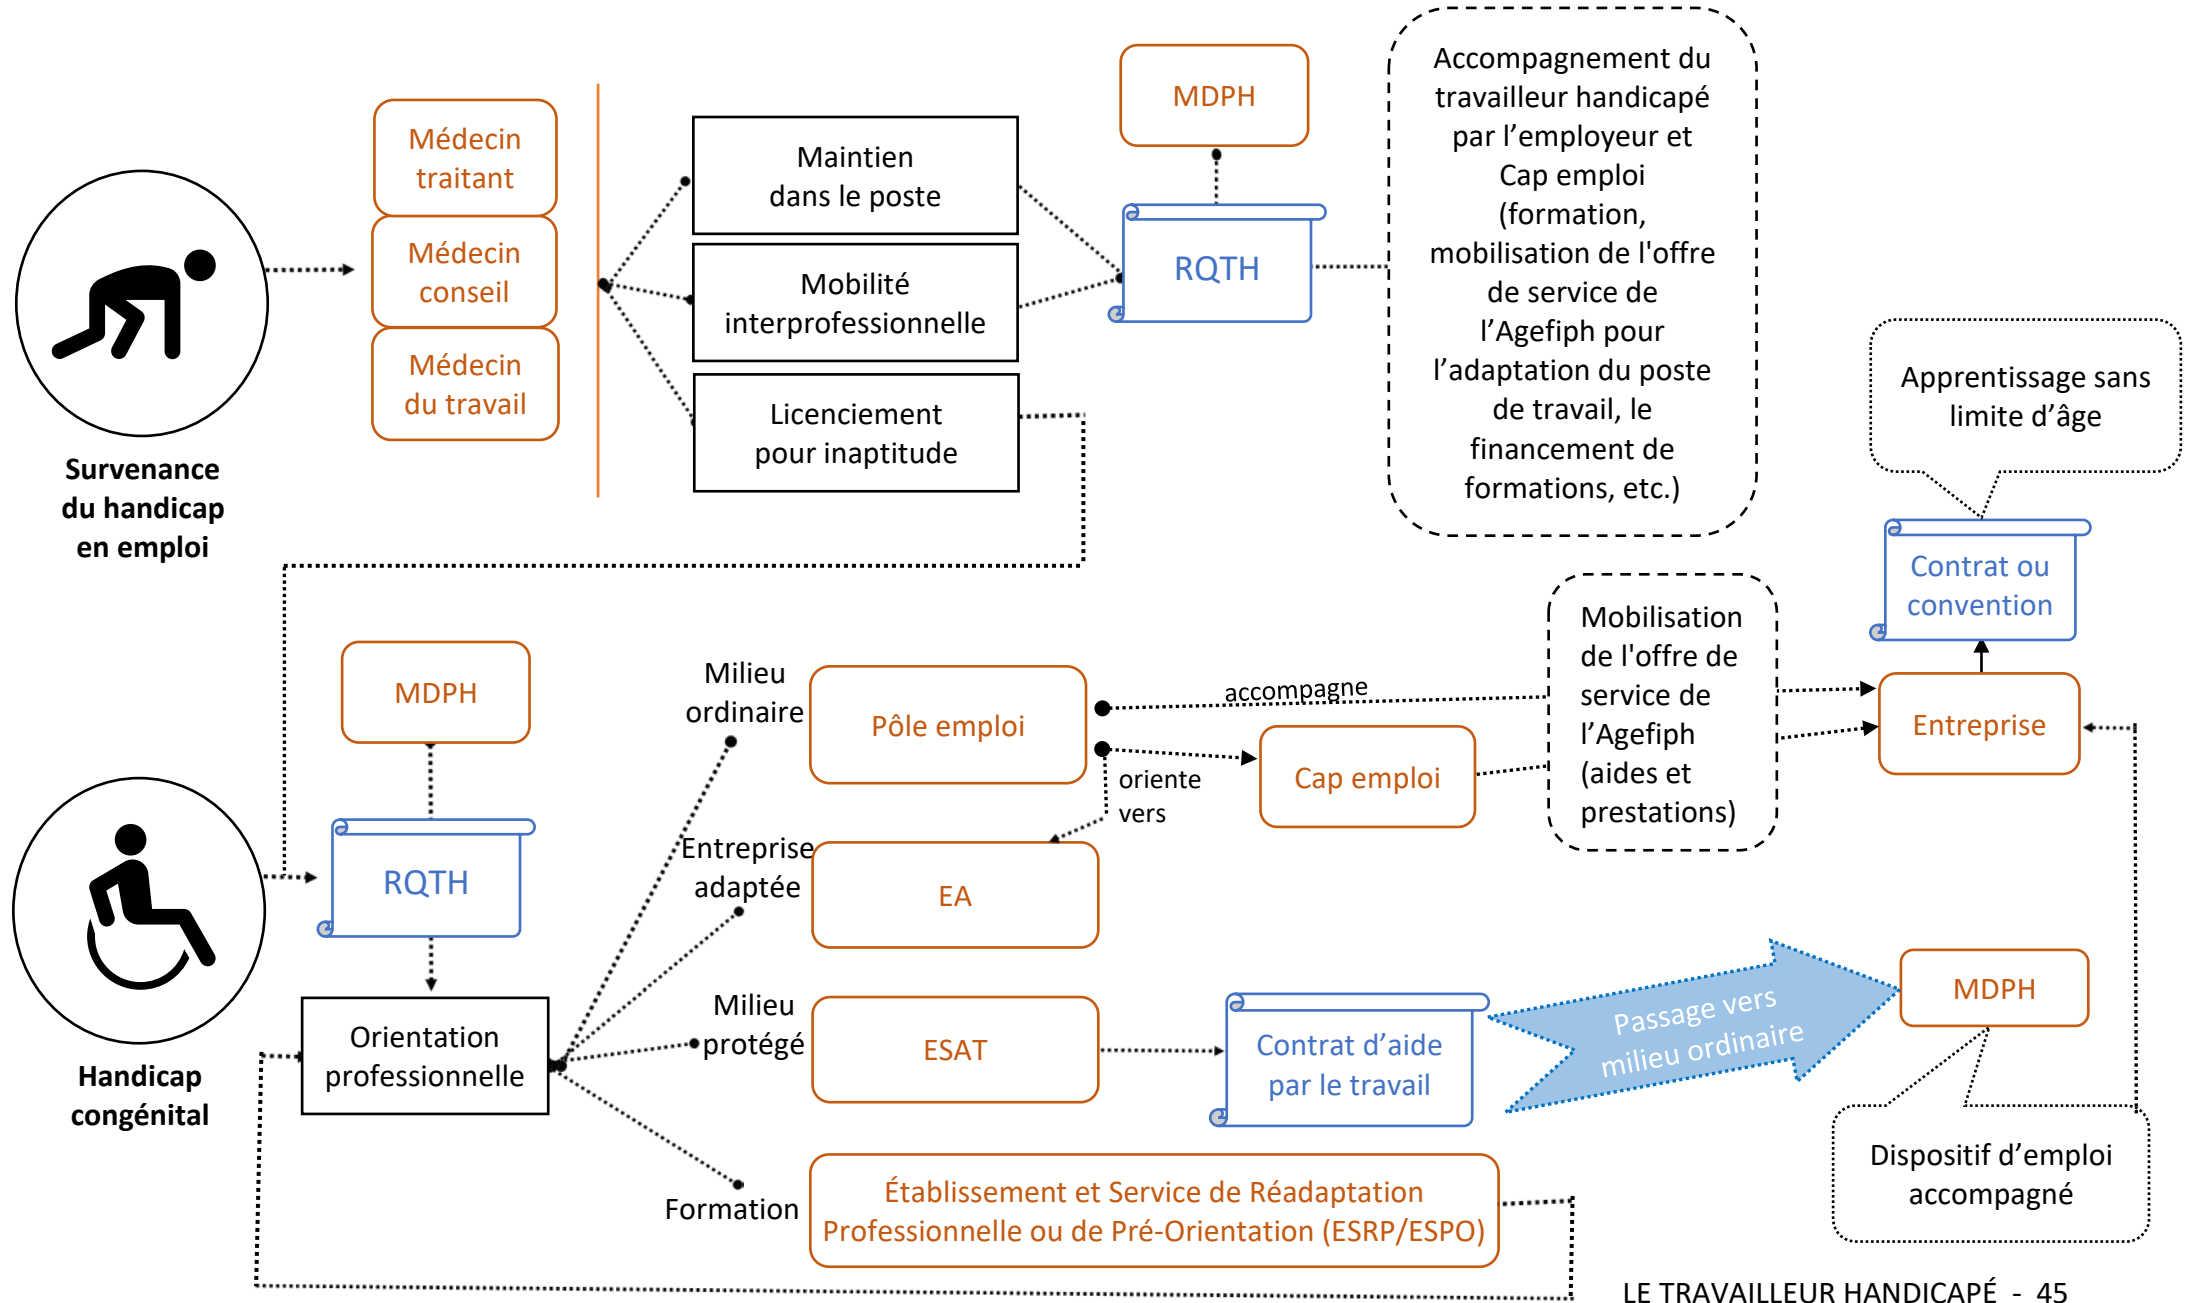 Médecin
traitant
Médecin
conseil
Médecin
du travail
Survenance
du handicap
en emploi
Maintien
dans le poste
Mobilité
interprofessionnelle
Licenciement
pour inaptitude
MDPH
RQTH
Accompagnement du
travailleur handicapé
par l’employeur et
Cap emploi
(formation,
mobilisation de l'offre
de service de
l’Agefiph pour
l’adaptation du poste
de travail, le
financement de
formations, etc.)
Apprentissage sans
limite d’âge
Contrat ou
convention
Entreprise
Mobilisation
de l'offre de
service de
l’Agefiph
(aides et
prestations)
MDPH
RQTH
Handicap
congénital
Orientation
professionnelle
Milieu
ordinaire
Pôle emploi
accompagne
oriente
vers
Cap emploi
Entreprise
adaptée
EA
Milieu
protégé
ESAT
Contrat d’aide
par le travail
Passage vers
milieu ordinaire
MDPH
Dispositif d’emploi
accompagné
Formation
Établissement et Service de Réadaptation
Professionnelle ou de Pré-Orientation (ESRP/ESPO)
LE TRAVAILLEUR HANDICAPÉ - 45